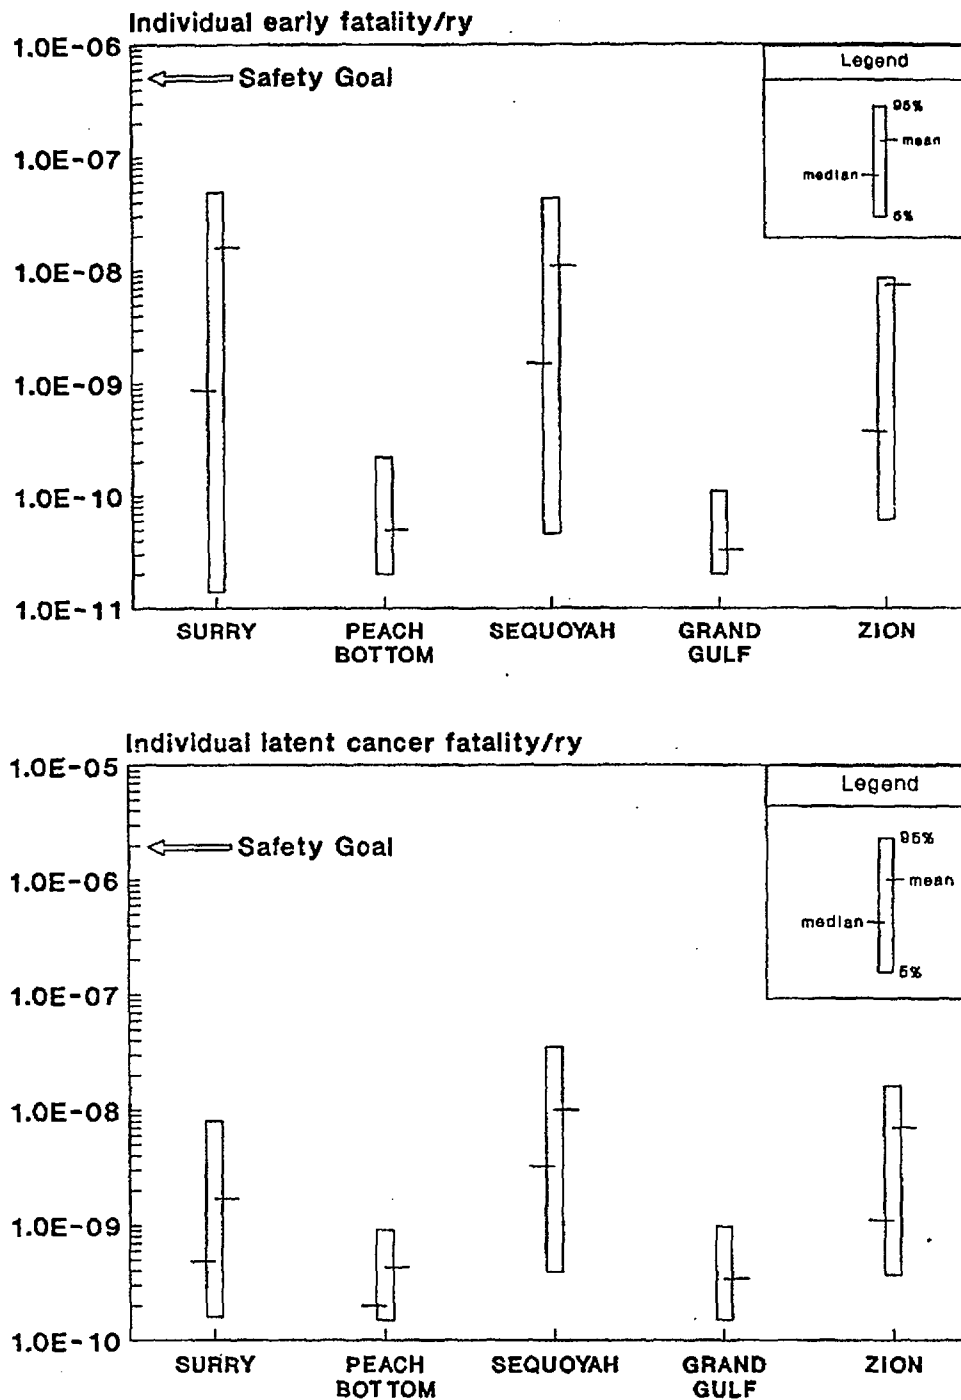 Individual early fatality/ry
1.0E-06
Safety Goal
Legend
95%
mean
median
5%
1.0E-07
1.0E-08
1.0E-09
1.0E-10
1.0E-11
SURRY
PEACH
BOTTOM
SEQUOYAH
GRAND
GULF
ZION
Individual latent cancer fatality/ry
1.0E-05
Safety Goal
Legend
95%
mean
median
5%
1.0E-06
1.0E-07
1.0E-08
1.0E-09
1.0E-10
SURRY
PEACH
BOTTOM
SEQUOYAH
GRAND
GULF
ZION